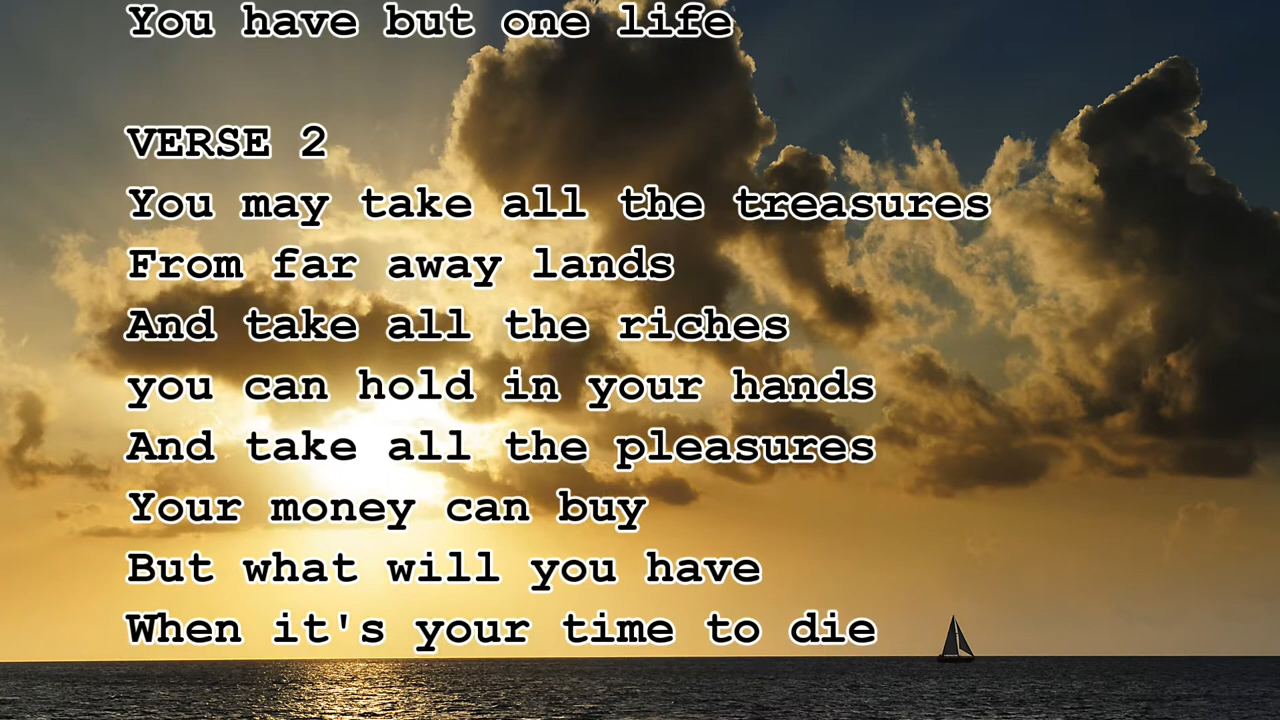 You have but one life
VERSE 2
You may take all the treasures
From far away lands
And take all the riches
you can hold in your hands
And take all the pleasures
Your money can buy
But what will you have
When it's your time to die